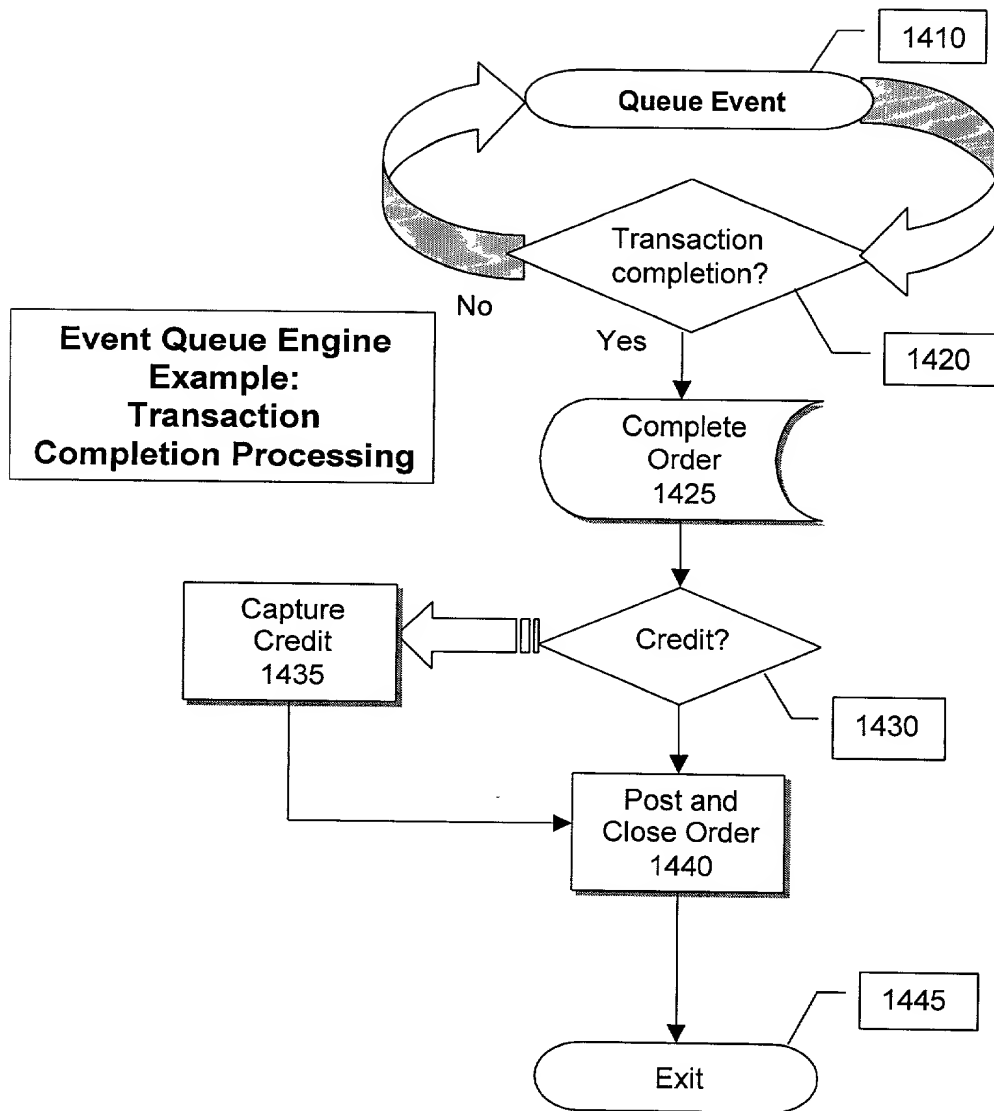 1410
Queue Event
Transaction
completion?
No
Yes
1420
Event Queue Engine
Example:
Transaction
Completion Processing
Complete
Order
1425
Capture
Credit
1435
Credit?
1430
Post and
Close Order
1440
1445
Exit